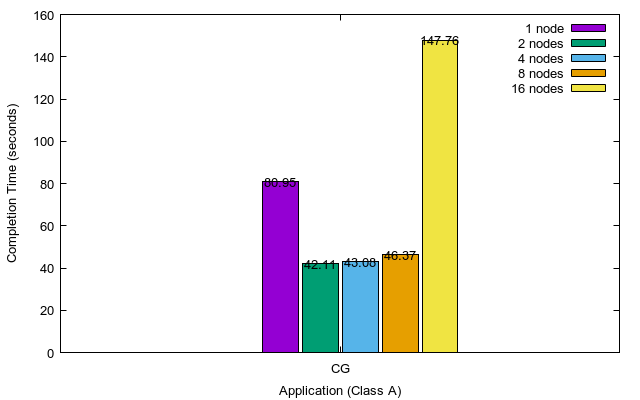 160
140
120
100
80
60
40
20
0
Completion Time (seconds)
80.95
42.11
43.08
46.37
147.76
1 node
2 nodes
4 nodes
8 nodes
16 nodes
CG
Application (Class A)